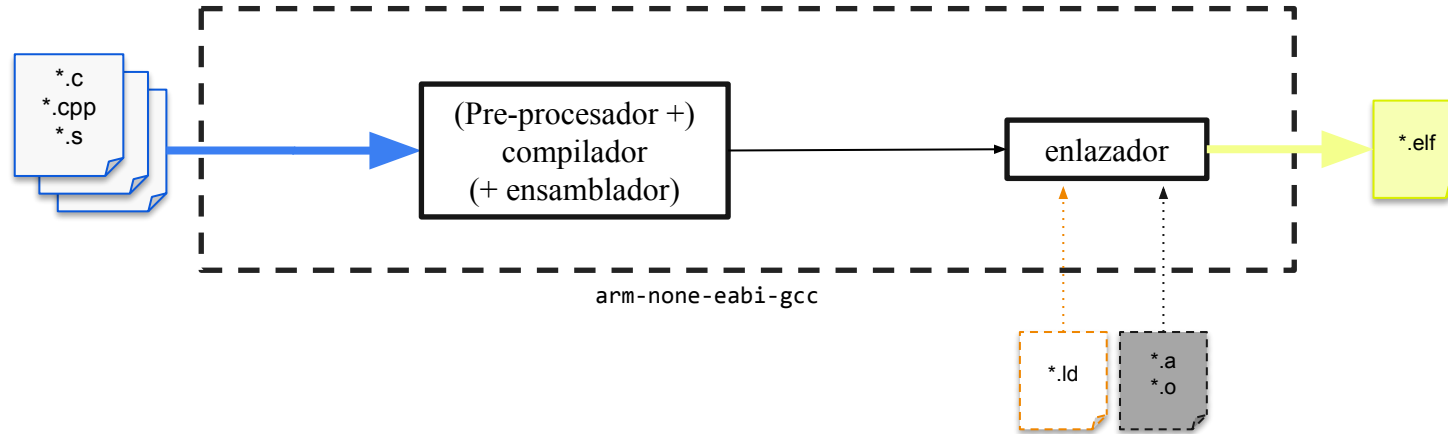 *.c
*.cpp
*.s
(Pre-procesador +)
compilador
(+ ensamblador)
enlazador
*.elf
arm-none-eabi-gcc
*.ld
*.a
*.o